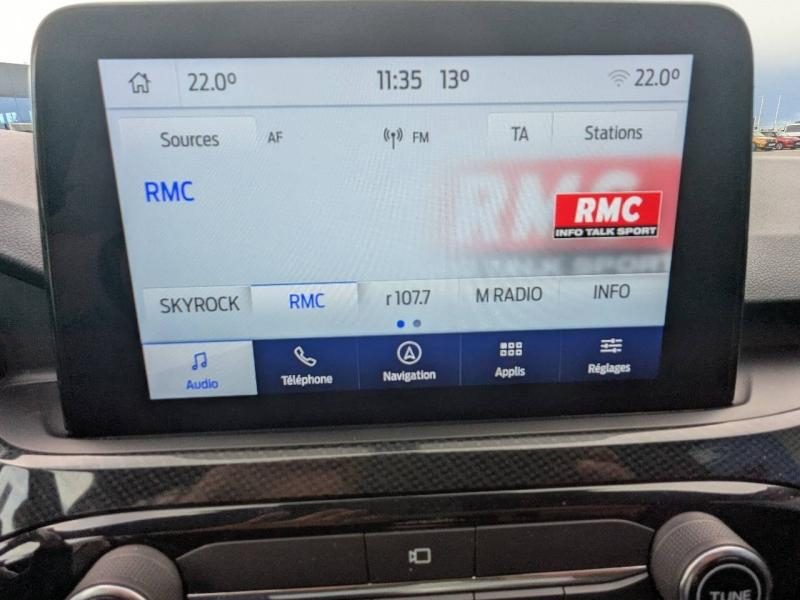 22.0° 11:35 13° 22.0°
Sources AF FM TA Stations
RMC
RMC
INFO TALK SPORT
SKYROCK RMC r 107.7 M RADIO INFO
Audio Téléphone Navigation Applis Réglages
TUNE